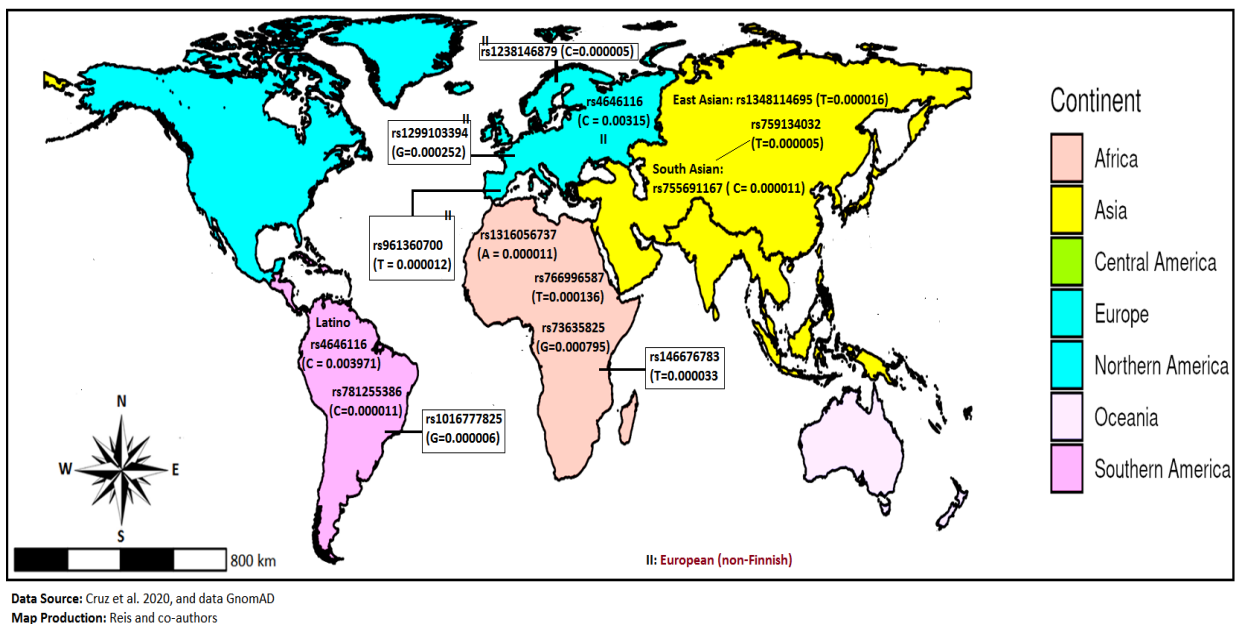 II
rs1238146879 (C=0.000005)
rs4646116
(C = 0.00315)
II
II
rs1299103394
(G=0.000252)
East Asian: rs1348114695 (T=0.000016)
rs759134032
(T=0.000005)
South Asian:
rs755691167 ( C= 0.000011)
II
rs961360700
(T = 0.000012)
rs1316056737
(A = 0.000011)
rs766996587
(T=0.000136)
rs73635825
(G=0.000795)
rs146676783
(T=0.000033
Latino
rs4646116
(C = 0.003971)
rs781255386
(C=0.000011)
rs1016777825
(G=0.000006)
N
W
E
S
800 km
II: European (non-Finnish)
Continent
Africa
Asia
Central America
Europe
Northern America
Oceania
Southern America
Data Source: Cruz et al. 2020, and data GnomAD
Map Production: Reis and co-authors